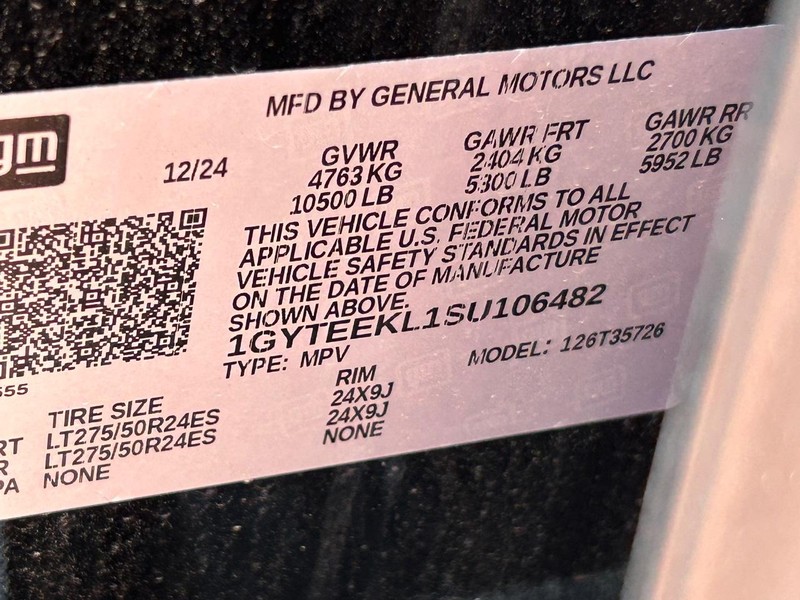 MFD BY GENERAL MOTORS LLC
gm
12/24
GVWR
4763 KG
10500 LB
GAWR FRT
2404 KG
5300 LB
GAWR RR
2700 KG
5952 LB
THIS VEHICLE CONFORMS TO ALL
APPLICABLE U.S. FEDERAL MOTOR
VEHICLE SAFETY STANDARDS IN EFFECT
ON THE DATE OF MANUFACTURE
SHOWN ABOVE.
1GYTEEKL1SU106482
TYPE: MPV
MODEL: 126T35726
TIRE SIZE
RIM
LT275/50R24ES
24X9J
LT275/50R24ES
24X9J
NONE
NONE